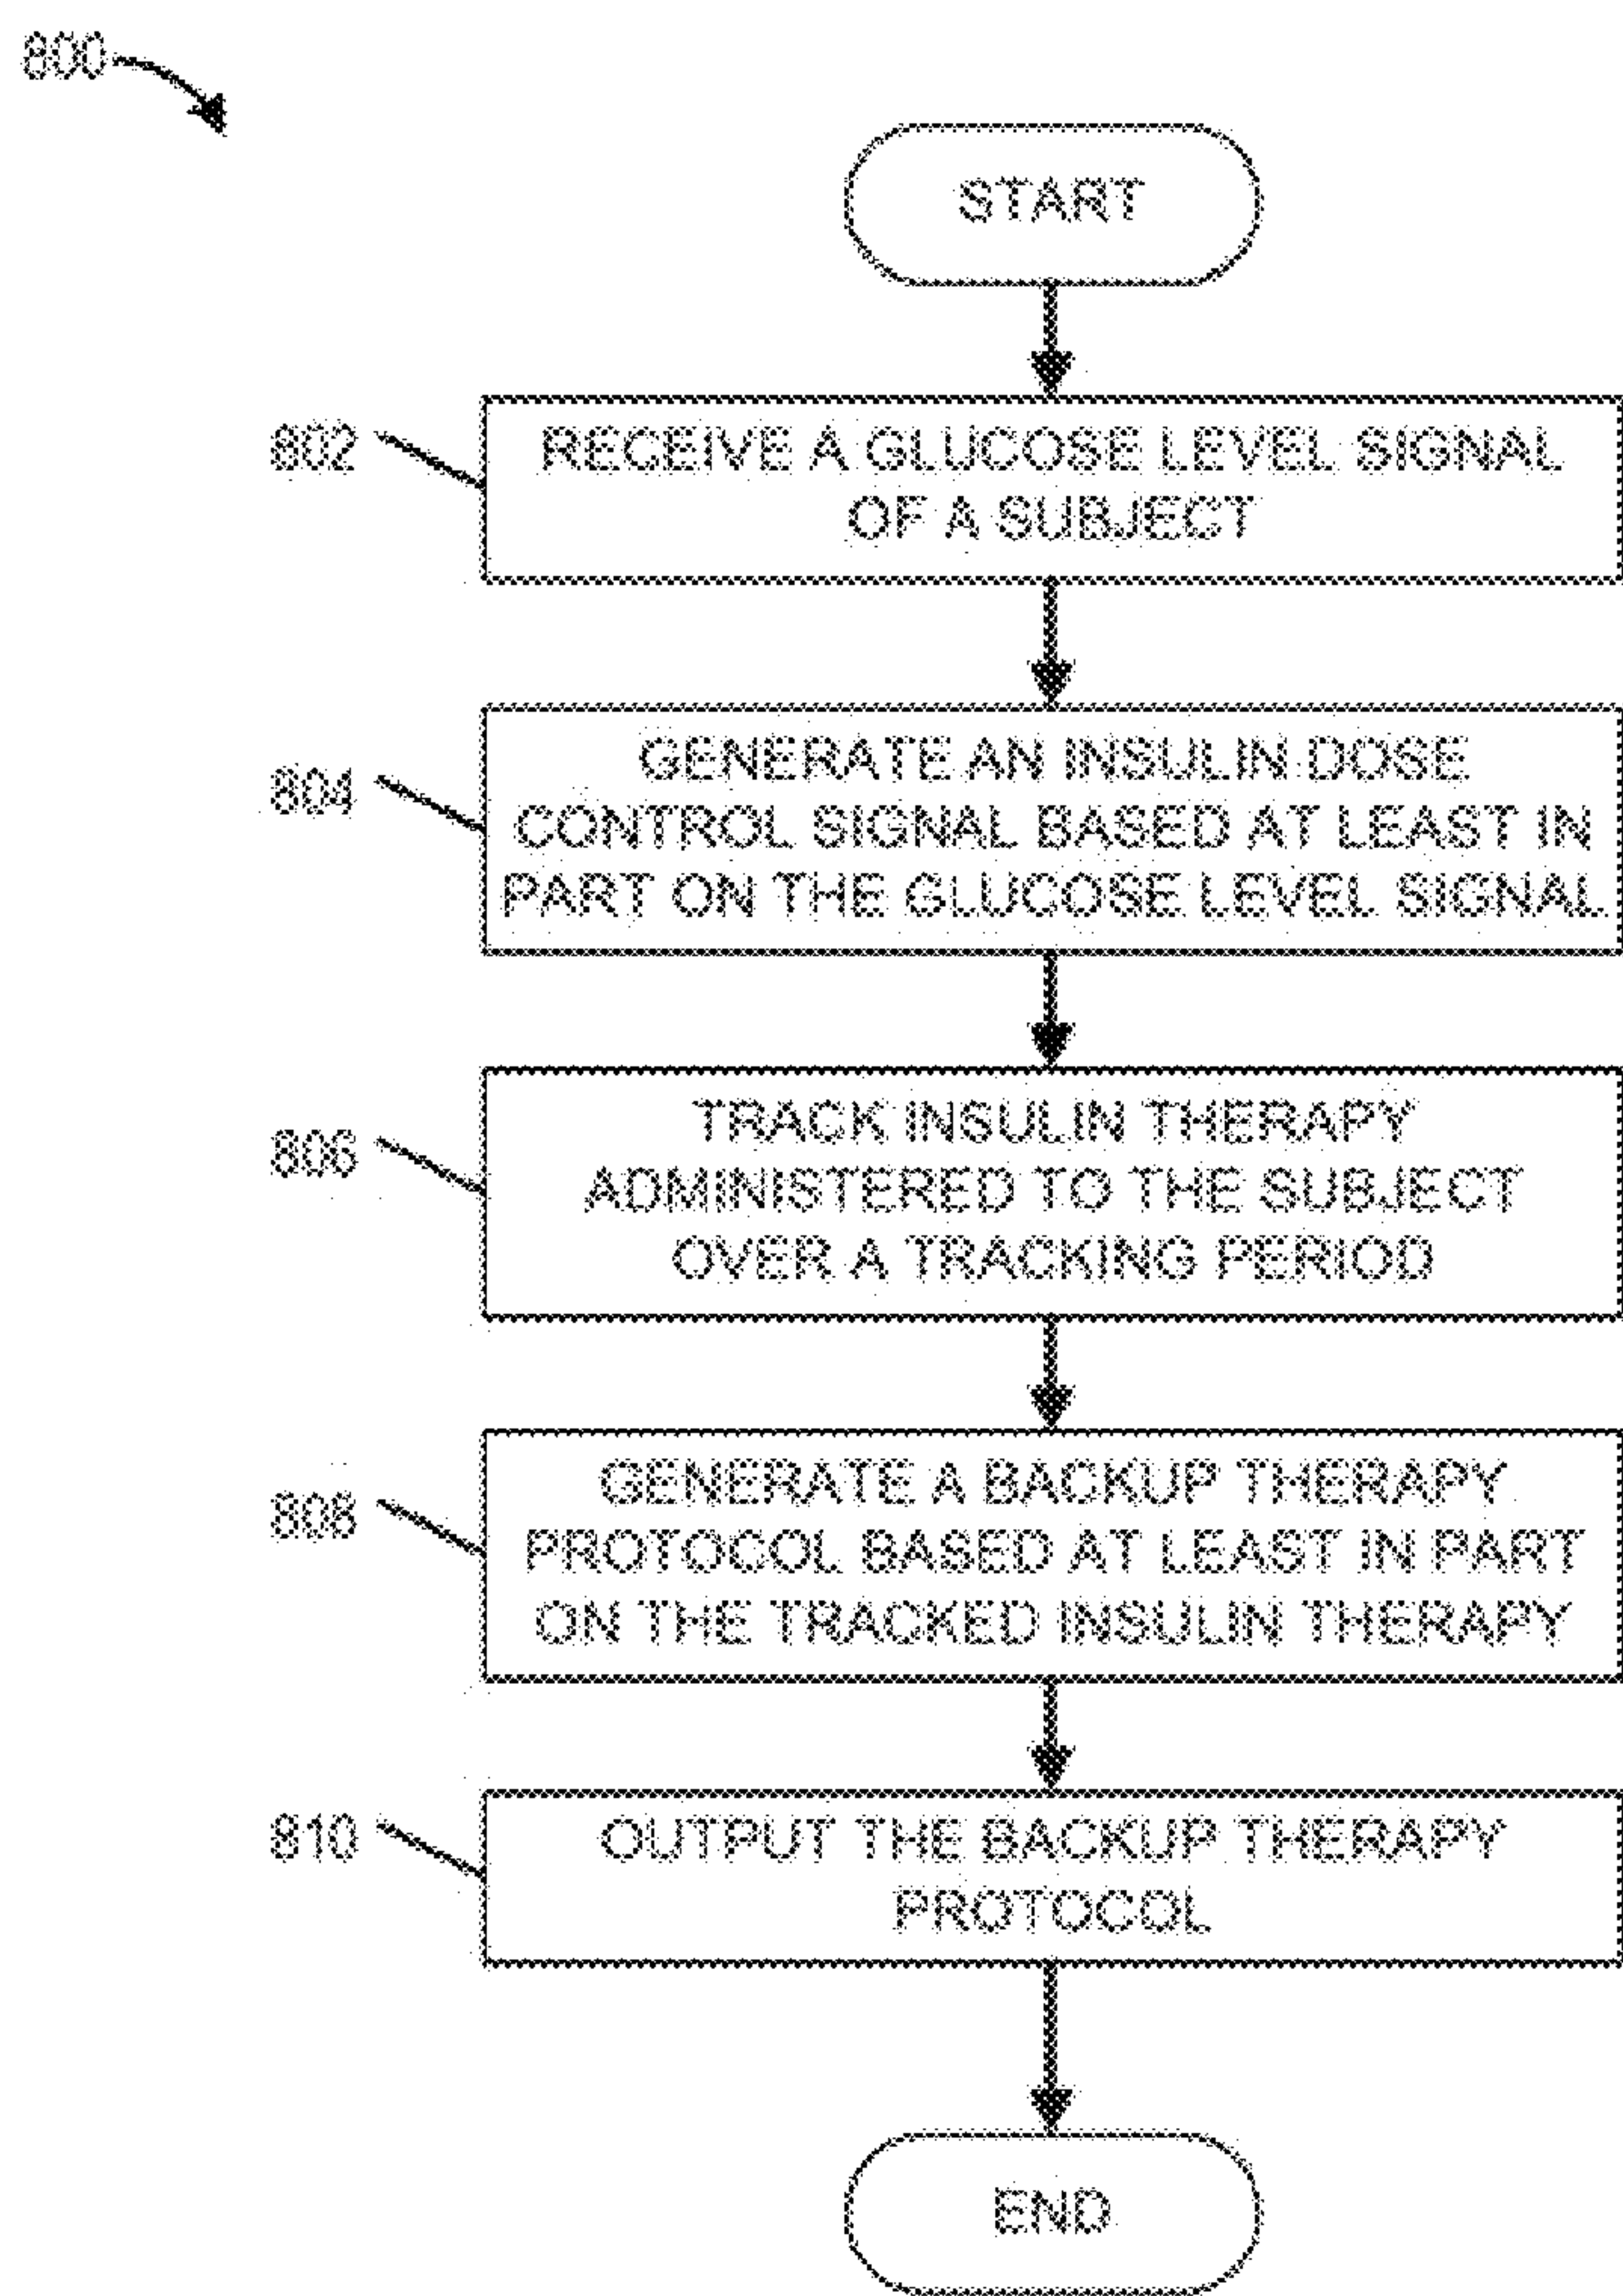 800
START
802
RECEIVE A GLUCOSE LEVEL SIGNAL
OF A SUBJECT
804
GENERATE AN INSULIN DOSE
CONTROL SIGNAL BASED AT LEAST IN
PART ON THE GLUCOSE LEVEL SIGNAL
806
TRACK INSULIN THERAPY
ADMINISTERED TO THE SUBJECT
OVER A TRACKING PERIOD
808
GENERATE A BACKUP THERAPY
PROTOCOL BASED AT LEAST IN PART
ON THE TRACKED INSULIN THERAPY
810
OUTPUT THE BACKUP THERAPY
PROTOCOL
END